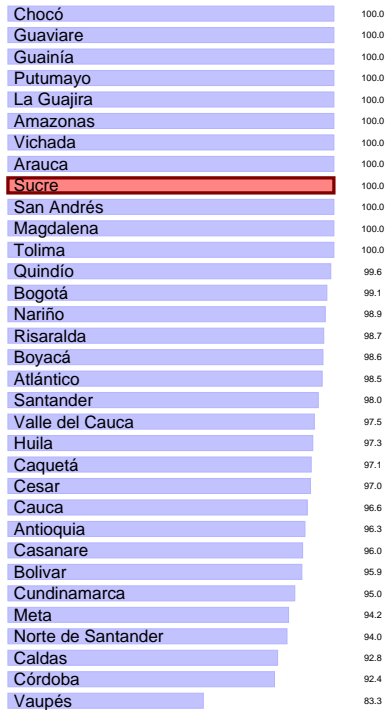 Chocó 100.0
Guaviare 100.0
Guainía 100.0
Putumayo 100.0
La Guajira 100.0
Amazonas 100.0
Vichada 100.0
Arauca 100.0
Sucre 100.0
San Andrés 100.0
Magdalena 100.0
Tolima 100.0
Quindío 99.6
Bogotá 99.1
Nariño 98.9
Risaralda 98.7
Boyacá 98.6
Atlántico 98.5
Santander 98.0
Valle del Cauca 97.5
Huila 97.3
Caquetá 97.1
Cesar 97.0
Cauca 96.6
Antioquia 96.3
Casanare 96.0
Bolivar 95.9
Cundinamarca 95.0
Meta 94.2
Norte de Santander 94.0
Caldas 92.8
Córdoba 92.4
Vaupés 83.3